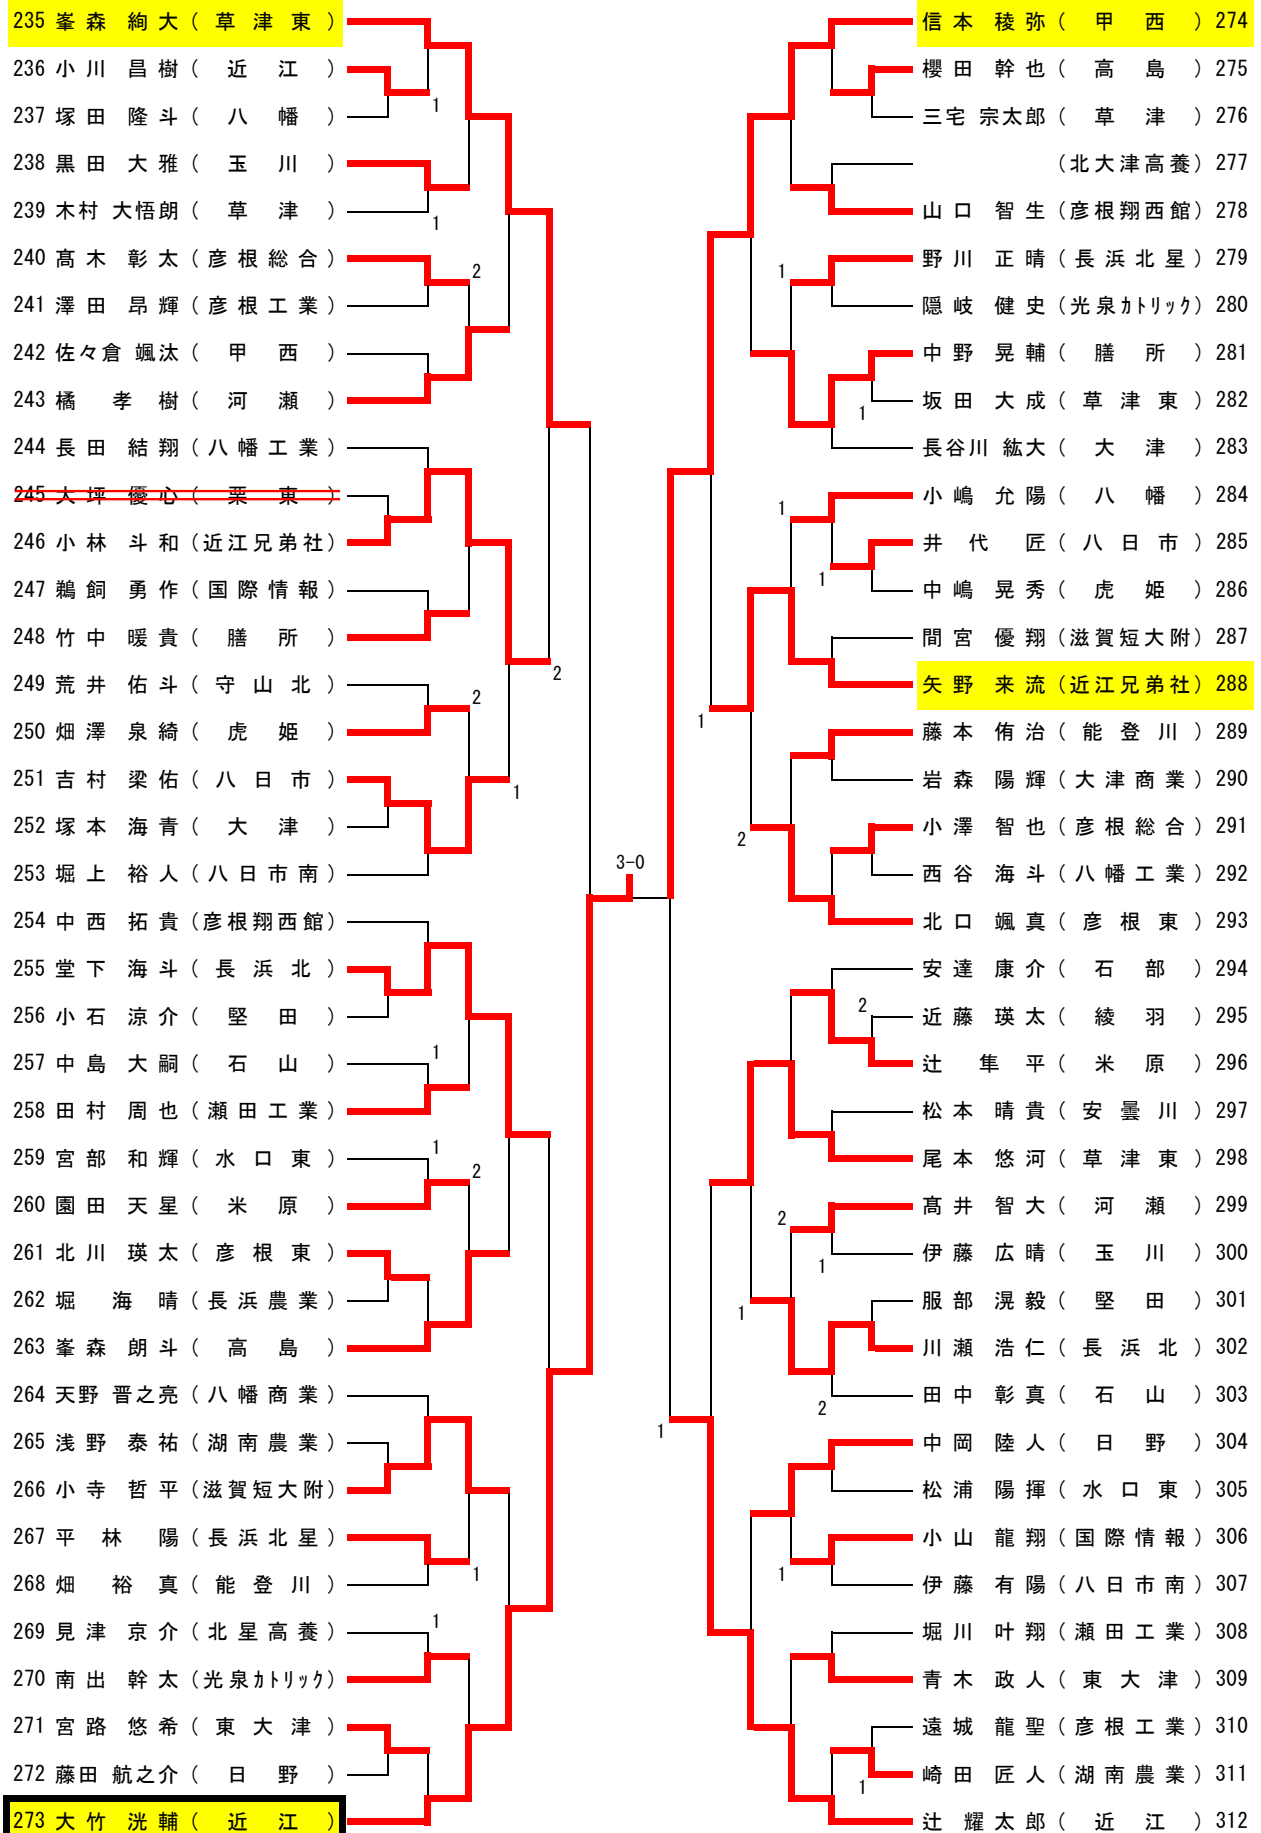 235 峯森 絢大 ( 草津東 )
236 小川 昌樹 ( 近江 )
237 塚田 隆斗 ( 八幡 )
1
238 黒田 大雅 ( 玉川 )
239 木村 大悟朗 ( 草津 )
1
240 髙木 彰太 ( 彦根総合 )
2
241 澤田 昂輝 ( 彦根工業 )
242 佐々倉 颯汰 ( 甲西 )
243 橘 孝樹 ( 河瀬 )
244 長田 結翔 ( 八幡工業 )
245 大坪 優心 ( 栗東 )
246 小林 斗和 (近江兄弟社)
247 鵜飼 勇作 ( 国際情報 )
248 竹中 暖貴 ( 膳所 )
2
249 荒井 佑斗 ( 守山北 )
2
250 畑澤 泉綺 ( 虎姫 )
251 吉村 梁佑 ( 八日市 )
1
252 塚本 海青 ( 大津 )
253 堀上 裕人 ( 八日市南 )
254 中西 拓貴 (彦根翔西館)
255 堂下 海斗 ( 長浜北 )
256 小石 涼介 ( 堅田 )
257 中島 大嗣 ( 石山 )
1
258 田村 周也 ( 瀬田工業 )
259 宮部 和輝 ( 水口東 )
1
2
260 園田 天星 ( 米原 )
261 北川 瑛太 ( 彦根東 )
262 堀 海晴 ( 長浜農業 )
263 峯森 朗斗 ( 高島 )
264 天野 晋之亮 ( 八幡商業 )
265 浅野 泰祐 ( 湖南農業 )
266 小寺 哲平 (滋賀短大附)
267 平林 陽 ( 長浜北星 )
268 畑 裕真 ( 能登川 )
1
269 見津 京介 ( 北星高養 )
1
270 南出 幹太 (光泉カトリック)
271 宮路 悠希 ( 東大津 )
272 藤田 航之介 ( 日野 )
273 大竹 洸輔 ( 近江 )
3-0
信本 稜弥 ( 甲西 ) 274
櫻田 幹也 ( 高島 ) 275
三宅 宗太郎 ( 草津 ) 276
(北大津高養) 277
山口 智生 (彦根翔西館) 278
野川 正晴 ( 長浜北星 ) 279
1
隠岐 健史 (光泉カトリック) 280
中野 晃輔 ( 膳所 ) 281
坂田 大成 ( 草津東 ) 282
1
長谷川 紘大 ( 大津 ) 283
小嶋 允陽 ( 八幡 ) 284
1
井代 匠 ( 八日市 ) 285
1
中嶋 晃秀 ( 虎姫 ) 286
間宮 優翔 (滋賀短大附) 287
矢野 来流 (近江兄弟社) 288
1
藤本 侑治 ( 能登川 ) 289
岩森 陽輝 ( 大津商業 ) 290
小澤 智也 ( 彦根総合 ) 291
2
西谷 海斗 ( 八幡工業 ) 292
北口 颯真 ( 彦根東 ) 293
安達 康介 ( 石部 ) 294
2
近藤 瑛太 ( 綾羽 ) 295
辻 隼平 ( 米原 ) 296
松本 晴貴 ( 安曇川 ) 297
尾本 悠河 ( 草津東 ) 298
髙井 智大 ( 河瀬 ) 299
2
伊藤 広晴 ( 玉川 ) 300
1
服部 滉毅 ( 堅田 ) 301
1
川瀬 浩仁 ( 長浜北 ) 302
田中 彰真 ( 石山 ) 303
2
1
中岡 陸人 ( 日野 ) 304
松浦 陽揮 ( 水口東 ) 305
小山 龍翔 ( 国際情報 ) 306
1
伊藤 有陽 ( 八日市南 ) 307
堀川 叶翔 ( 瀬田工業 ) 308
青木 政人 ( 東大津 ) 309
遠城 龍聖 ( 彦根工業 ) 310
崎田 匠人 ( 湖南農業 ) 311
1
辻 耀太郎 ( 近江 ) 312